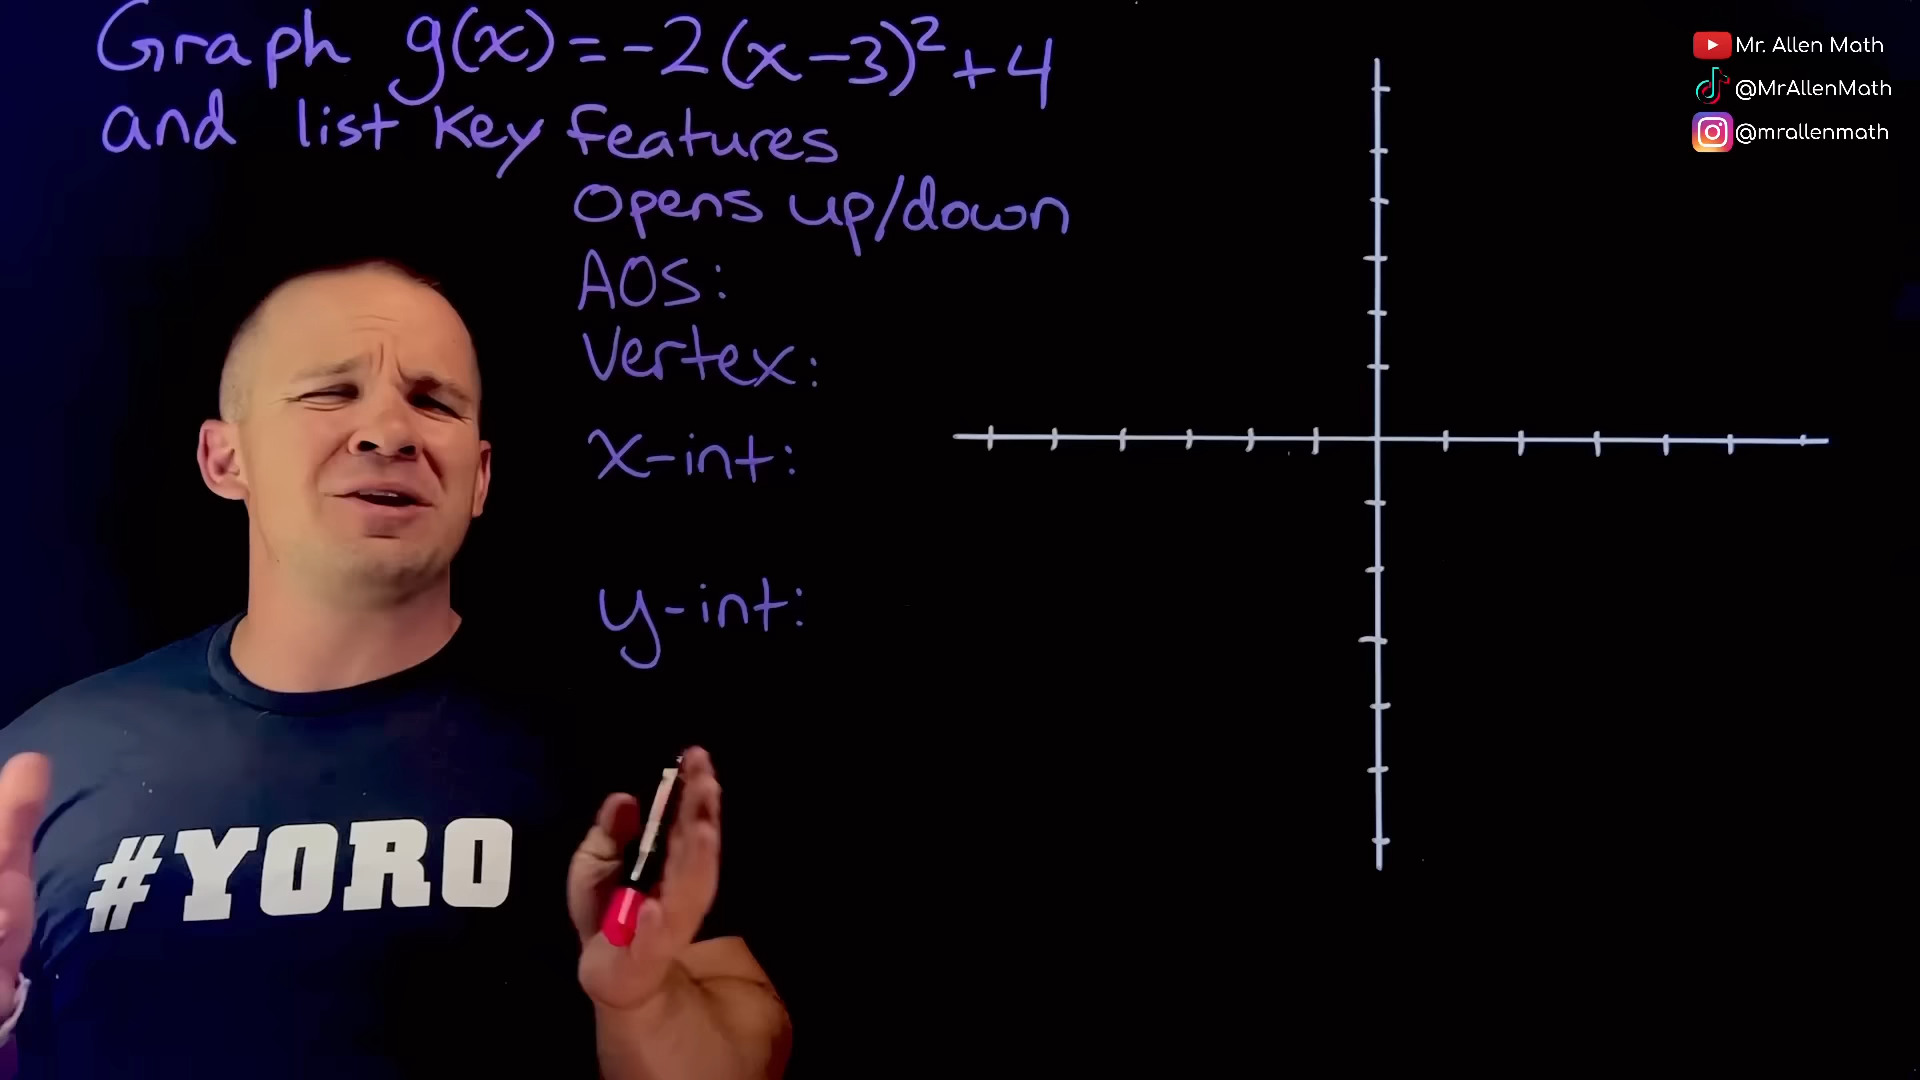 Graph g(x) = -2(x-3)² + 4
and list key features
Opens up/down
AOS:
Vertex:
x-int:
y-int:
#YORO
Mr. Allen Math
@MrAllenMath
@mrallenmath